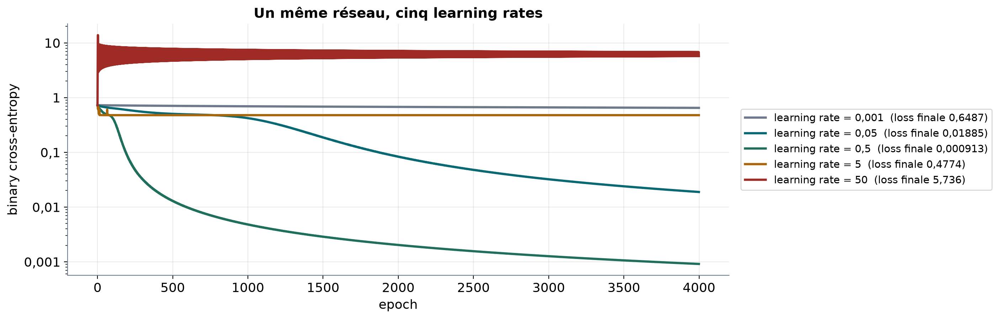 Un même réseau, cinq learning rates
binary cross-entropy
10
1
0,1
0,01
0,001
0 500 1000 1500 2000 2500 3000 3500 4000
epoch
learning rate = 0,001 (loss finale 0,6487)
learning rate = 0,05 (loss finale 0,01885)
learning rate = 0,5 (loss finale 0,000913)
learning rate = 5 (loss finale 0,4774)
learning rate = 50 (loss finale 5,736)